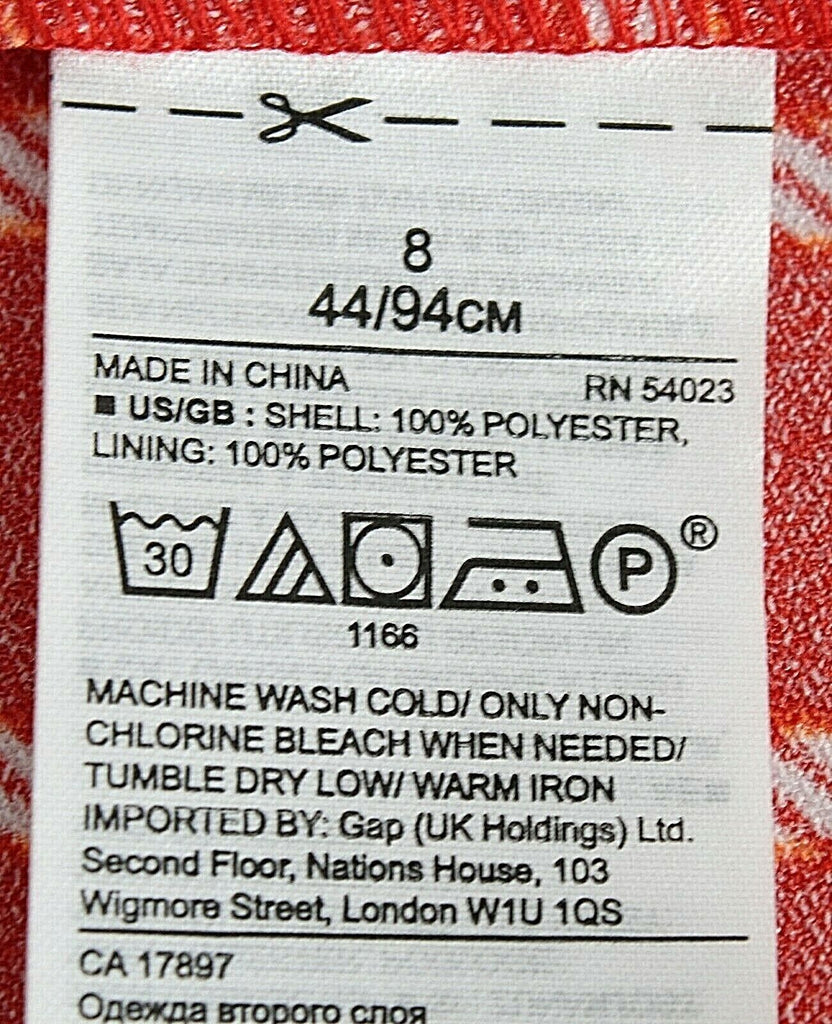 8
44/94CM
MADE IN CHINA RN 54023
■ US/GB : SHELL: 100% POLYESTER,
LINING: 100% POLYESTER
30 P ®
1166
MACHINE WASH COLD/ ONLY NON-
CHLORINE BLEACH WHEN NEEDED/
TUMBLE DRY LOW/ WARM IRON
IMPORTED BY: Gap (UK Holdings) Ltd.
Second Floor, Nations House, 103
Wigmore Street, London W1U 1QS
CA 17897
Одежда второго слоя